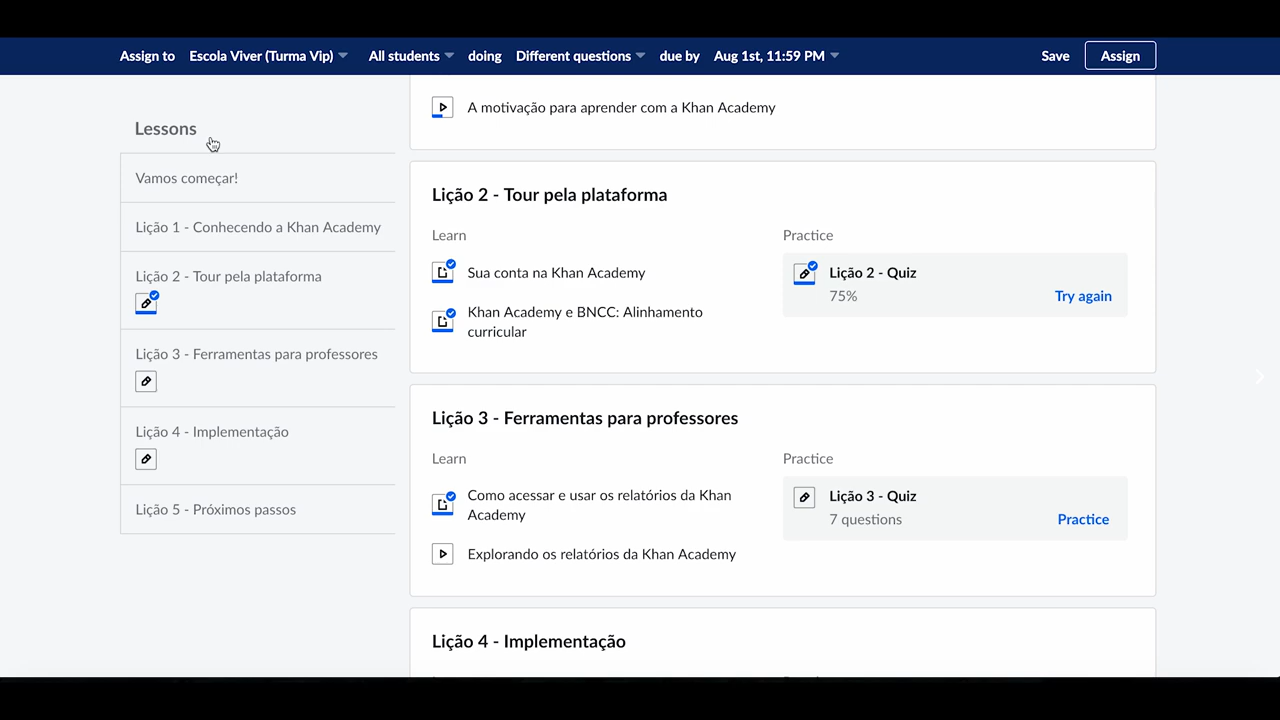 Assign to Escola Viver (Turma Vip) All students doing Different questions due by Aug 1st, 11:59 PM Save Assign
Lessons
Vamos começar!
Lição 1 - Conhecendo a Khan Academy
Lição 2 - Tour pela plataforma
Lição 3 - Ferramentas para professores
Lição 4 - Implementação
Lição 5 - Próximos passos
A motivação para aprender com a Khan Academy
Lição 2 - Tour pela plataforma
Learn
Sua conta na Khan Academy
Khan Academy e BNCC: Alinhamento
curricular
Practice
Lição 2 - Quiz
75%
Try again
Lição 3 - Ferramentas para professores
Learn
Como acessar e usar os relatórios da Khan
Academy
Explorando os relatórios da Khan Academy
Practice
Lição 3 - Quiz
7 questions
Practice
Lição 4 - Implementação